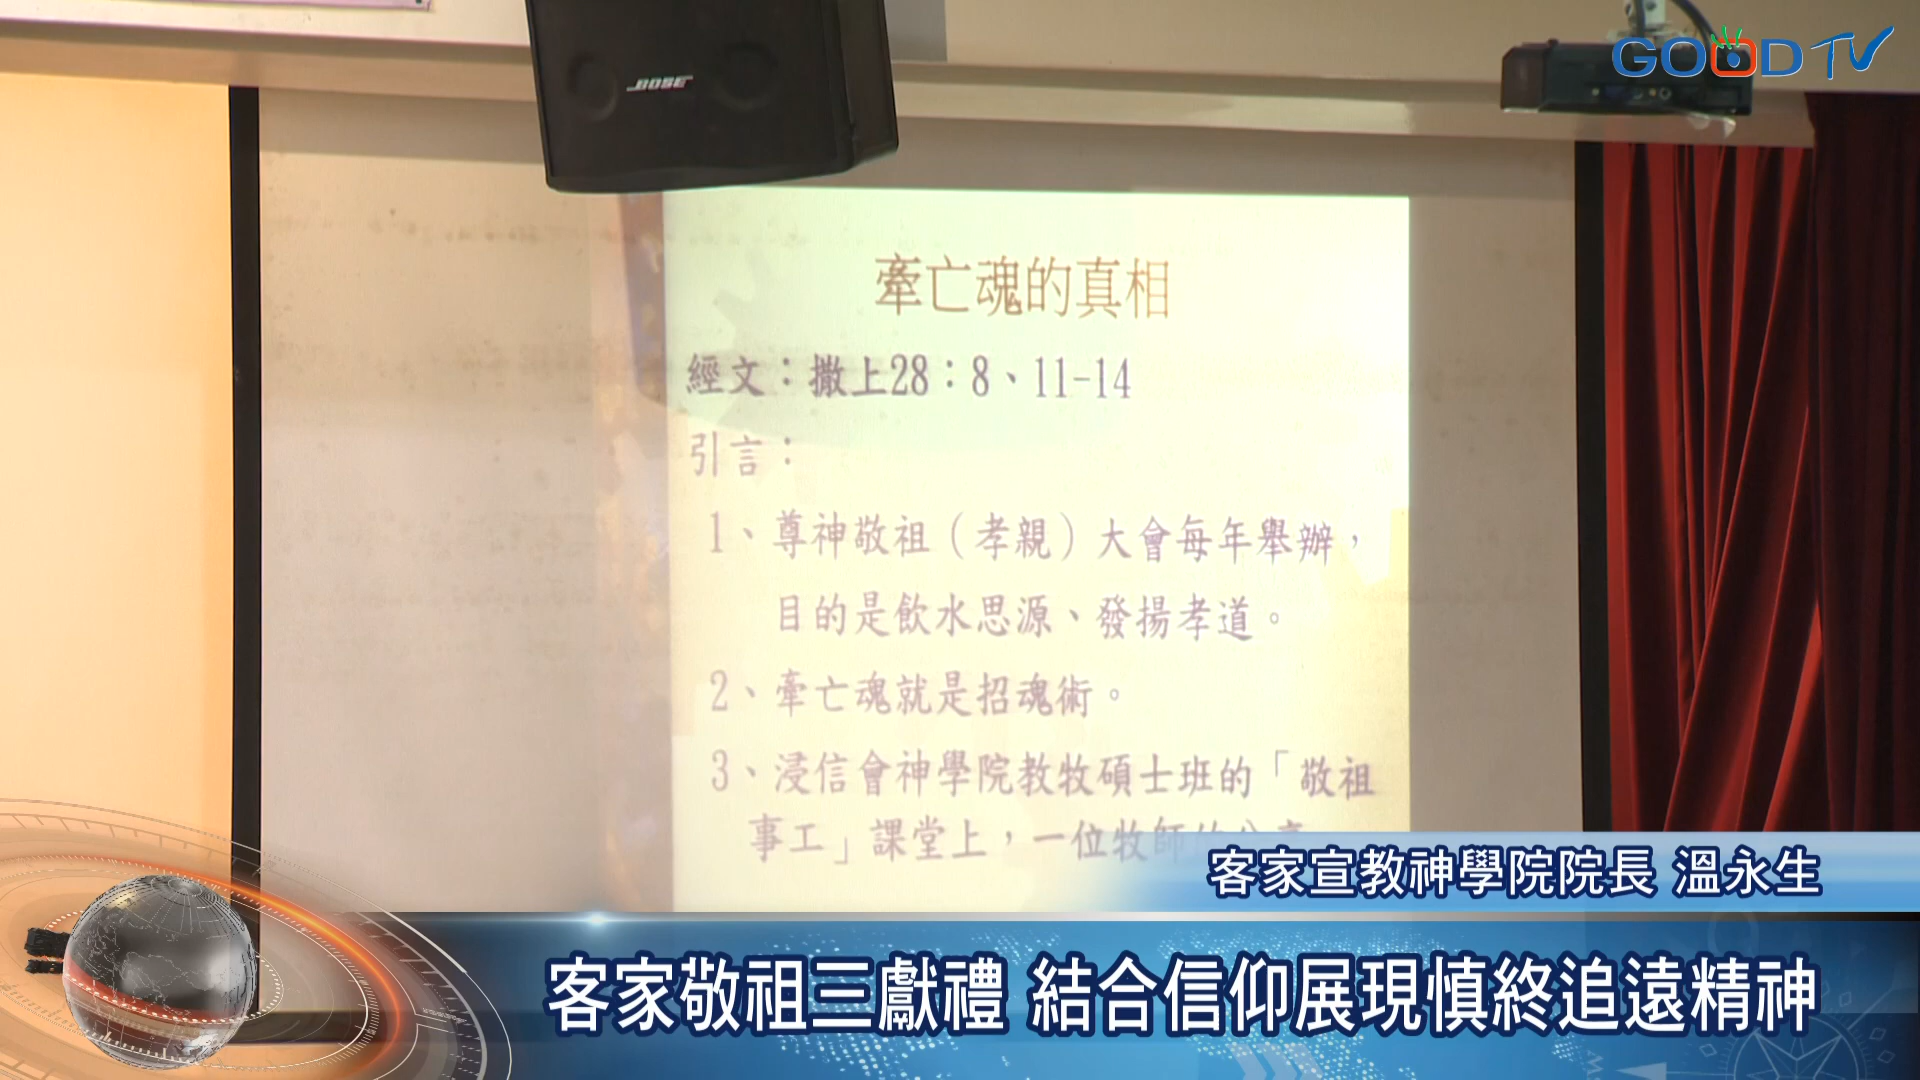 GOOD TV
BOSE
牽亡魂的真相
經文：撒上28：8、11-14
引言：
1、尊神敬祖（孝親）大會每年舉辦，
目的是飲水思源、發揚孝道。
2、牽亡魂就是招魂術。
3、浸信會神學院教牧碩士班的「敬祖
事工」課堂上，一位牧師
客家宣教神學院院長 溫永生
客家敬祖三獻禮 結合信仰展現慎終追遠精神